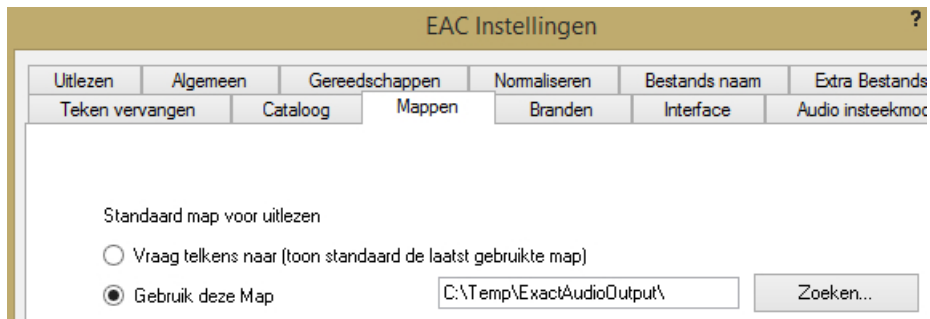 EAC Instellingen ?
Uitlezen Algemeen Gereedschappen Normaliseren Bestands naam Extra Bestands
Teken vervangen Cataloog Mappen Branden Interface Audio insteekmoc
Standaard map voor uitlezen
Vraag telkens naar (toon standaard de laatst gebruikte map)
Gebruik deze Map C:\Temp\ExactAudioOutput\ Zoeken...